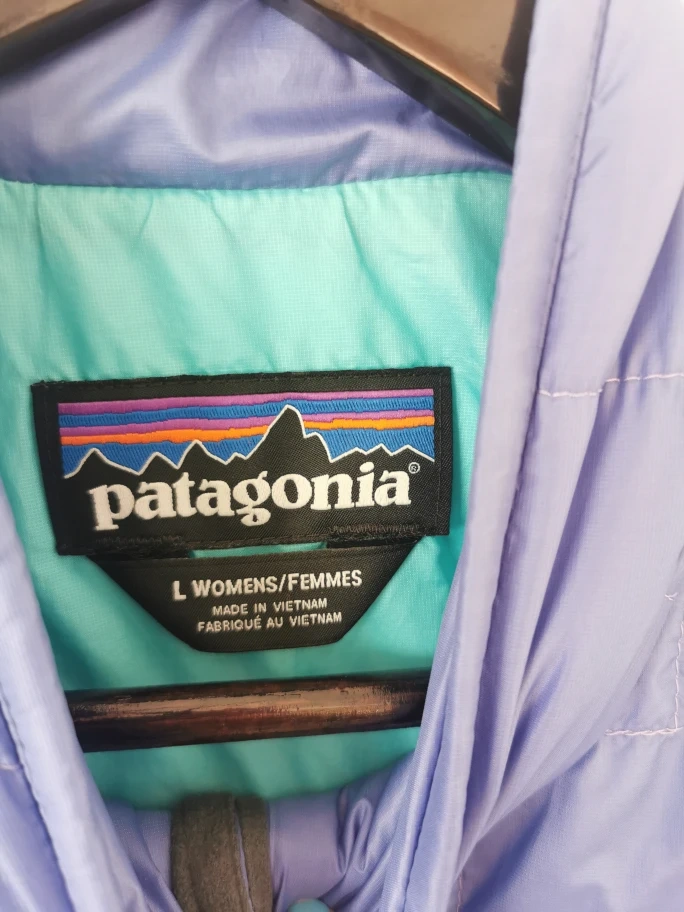 patagonia®
L WOMENS/FEMMES
MADE IN VIETNAM
FABRIQUÉ AU VIETNAM